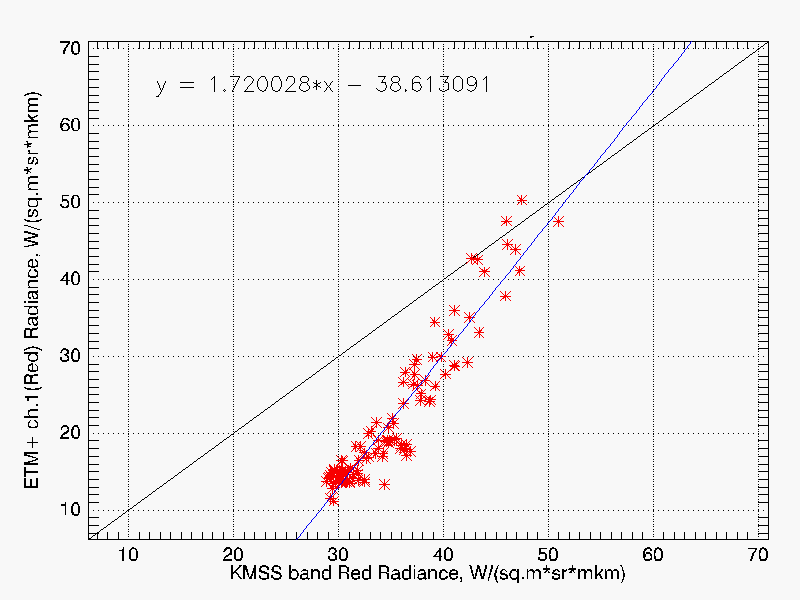 y = 1.720028*x − 38.613091
70
60
50
40
30
20
10
ETM+ ch.1(Red) Radiance, W/(sq.m*sr*mkm)
10 20 30 40 50 60 70
KMSS band Red Radiance, W/(sq.m*sr*mkm)